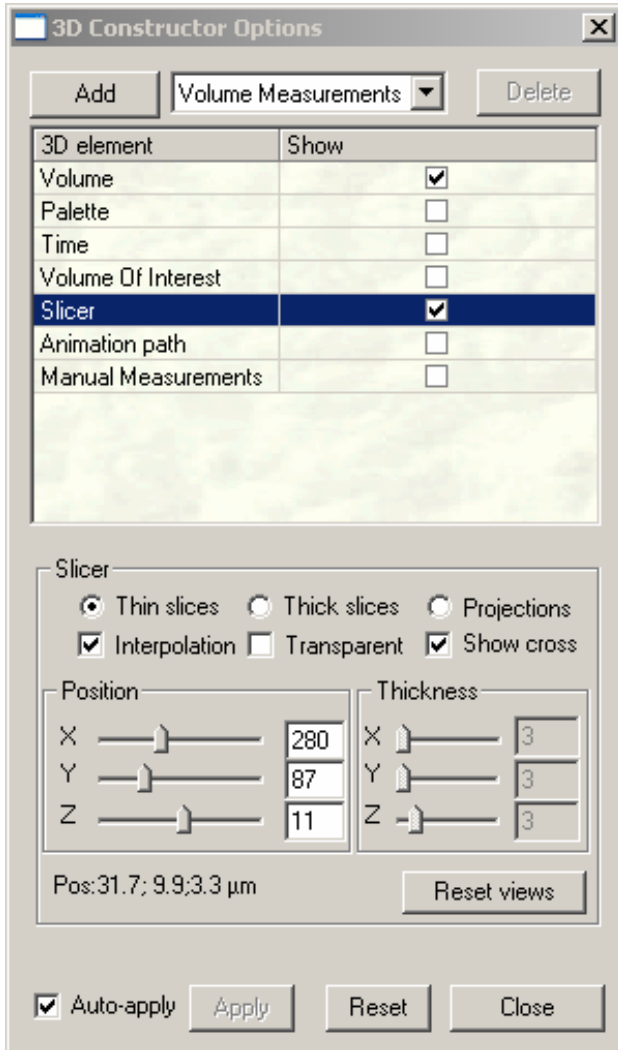 3D Constructor Options
Add Volume Measurements Delete
3D element Show
Volume
Palette
Time
Volume Of Interest
Slicer
Animation path
Manual Measurements
Slicer
Thin slices Thick slices Projections
Interpolation Transparent Show cross
Position Thickness
X 280 X 3
Y 87 Y 3
Z 11 Z 3
Pos:31.7; 9.9;3.3 µm Reset views
Auto-apply Apply Reset Close